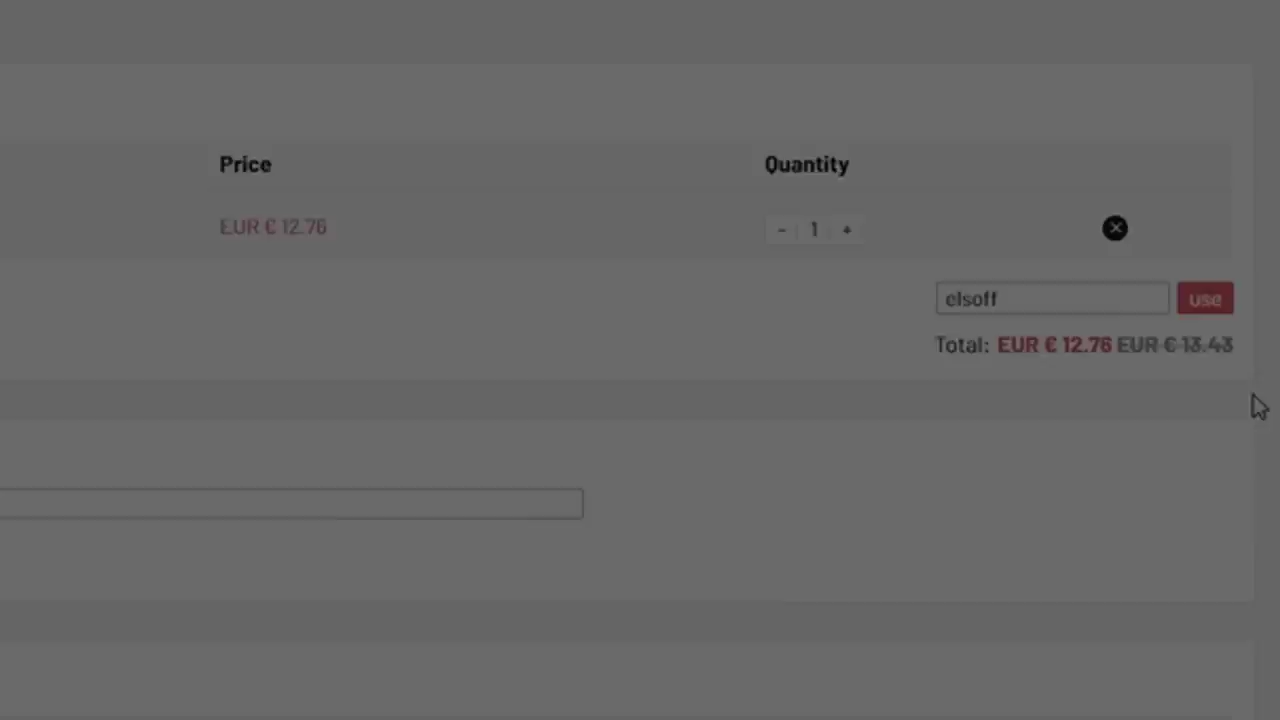 Price Quantity
EUR € 12.76 - 1 +
elsoff use
Total: EUR € 12.76 EUR € 13.43